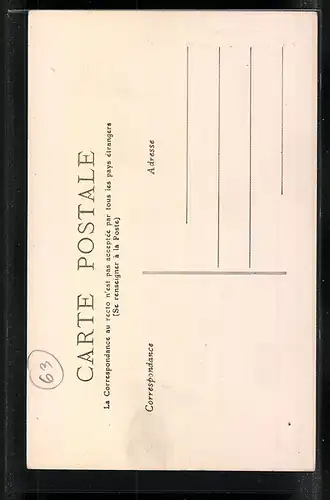 CARTE POSTALE
La Correspondance au recto n'est pas acceptée par tous les pays étrangers
(Se renseigner à la Poste)
Correspondance
Adresse
63